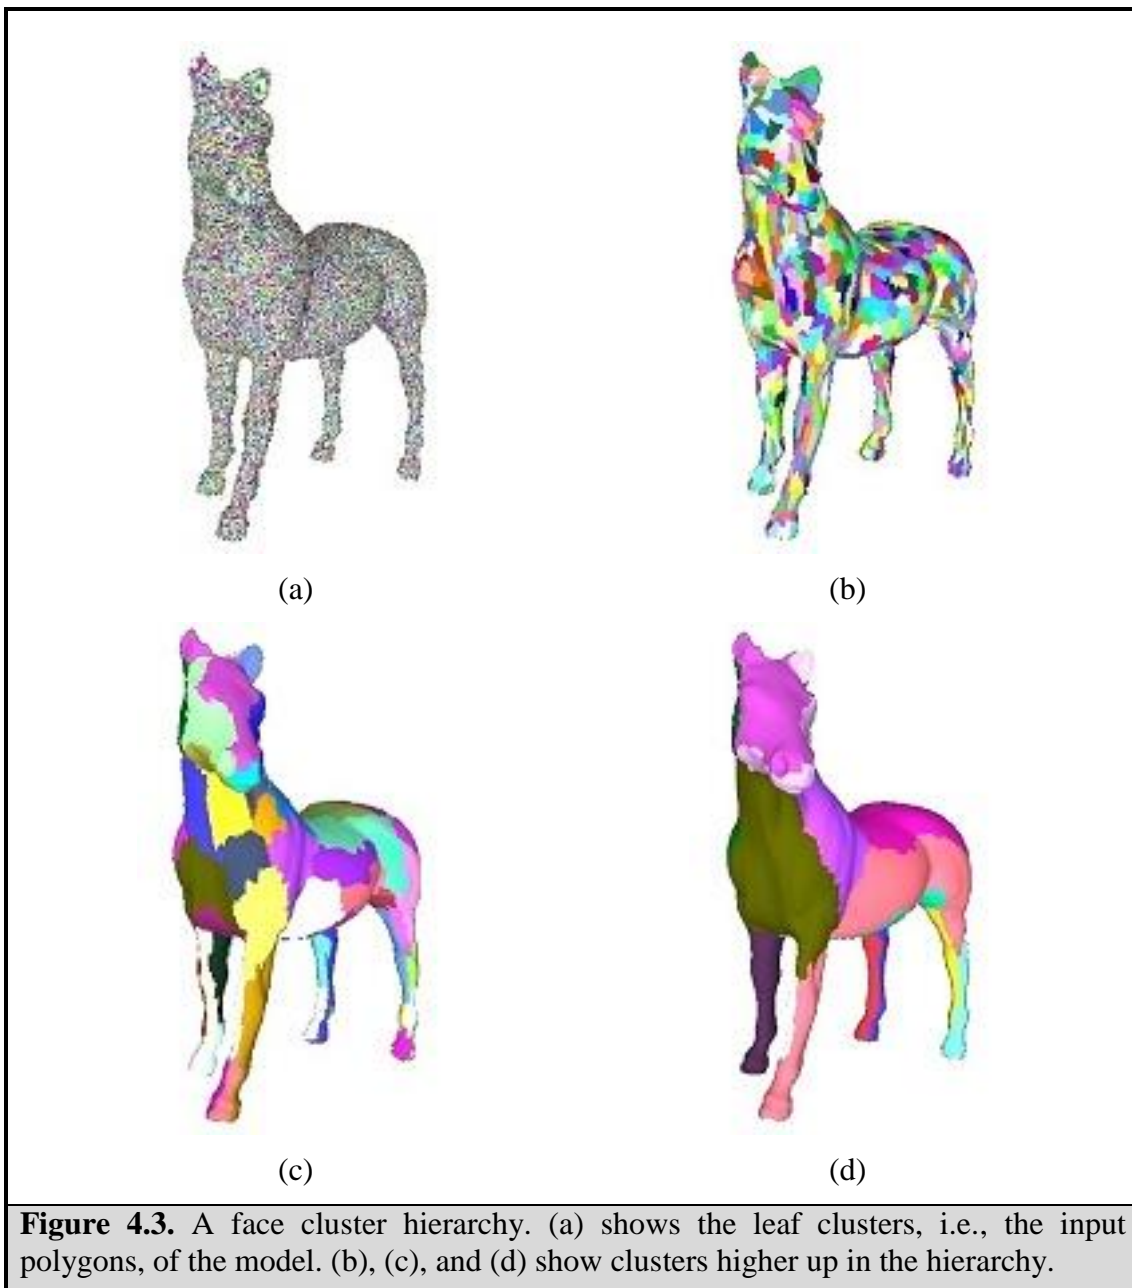 (a)
(b)
(c)
(d)
Figure 4.3. A face cluster hierarchy. (a) shows the leaf clusters, i.e., the input
polygons, of the model. (b), (c), and (d) show clusters higher up in the hierarchy.